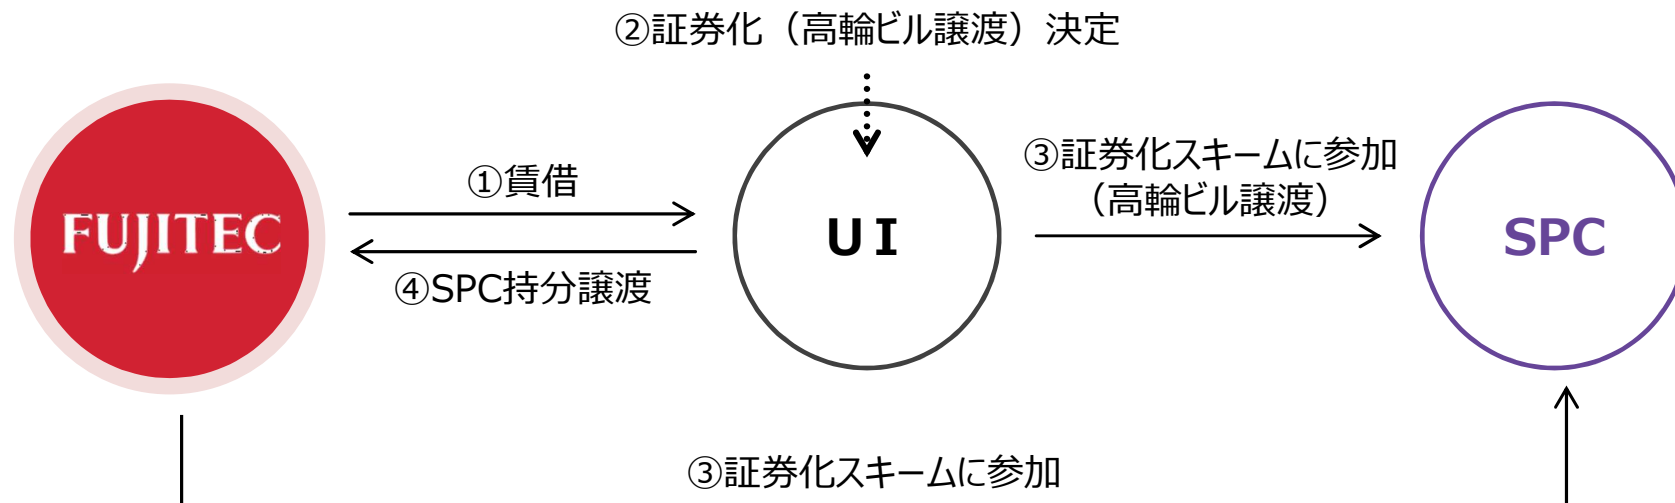 ②証券化（高輪ビル譲渡）決定
③証券化スキームに参加
（高輪ビル譲渡）
①賃借
FUJITEC
UI
SPC
④SPC持分譲渡
③証券化スキームに参加